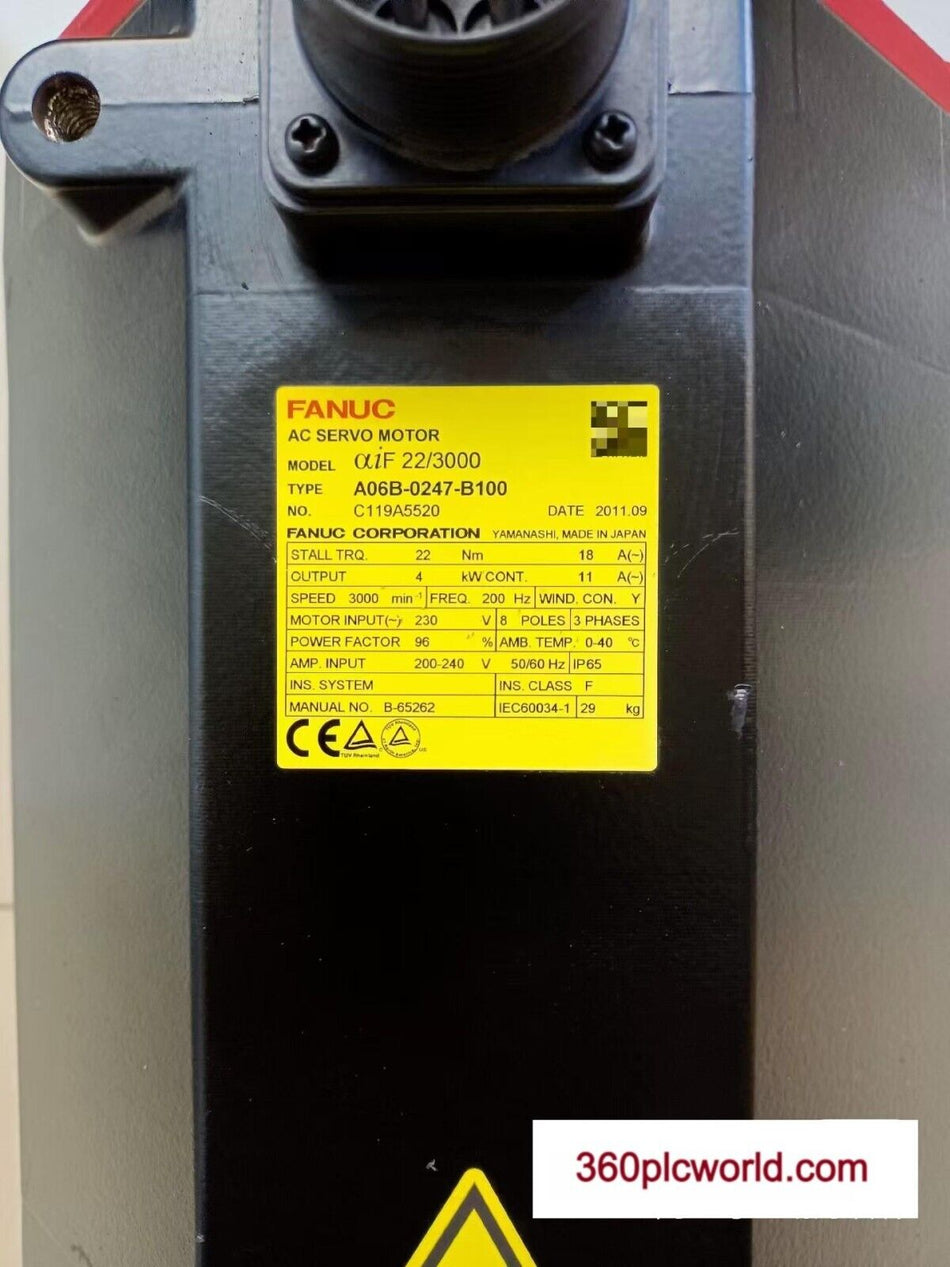 FANUC
AC SERVO MOTOR
MODEL αiF 22/3000
TYPE A06B-0247-B100
NO. C119A5520 DATE 2011.09
FANUC CORPORATION YAMANASHI, MADE IN JAPAN
STALL TRQ. 22 Nm 18 A(~)
OUTPUT 4 kW CONT. 11 A(~)
SPEED 3000 min⁻¹ FREQ. 200 Hz WIND. CON. Y
MOTOR INPUT(~) 230 V 8 POLES 3 PHASES
POWER FACTOR 96 % AMB. TEMP. 0-40 ℃
AMP. INPUT 200-240 V 50/60 Hz IP65
INS. SYSTEM INS. CLASS F
MANUAL NO. B-65262 IEC60034-1 29 kg
CE
TÜV Rheinland
360plcworld.com